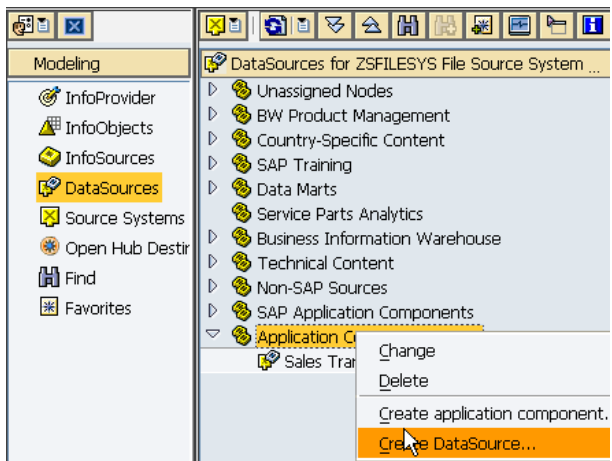 Modeling
InfoProvider
InfoObjects
InfoSources
DataSources
Source Systems
Open Hub Destin
Find
Favorites
DataSources for ZSFILESYS File Source System ...
Unassigned Nodes
BW Product Management
Country-Specific Content
SAP Training
Data Marts
Service Parts Analytics
Business Information Warehouse
Technical Content
Non-SAP Sources
SAP Application Components
Application C
Sales Tran
Change
Delete
Create application component.
Create DataSource...